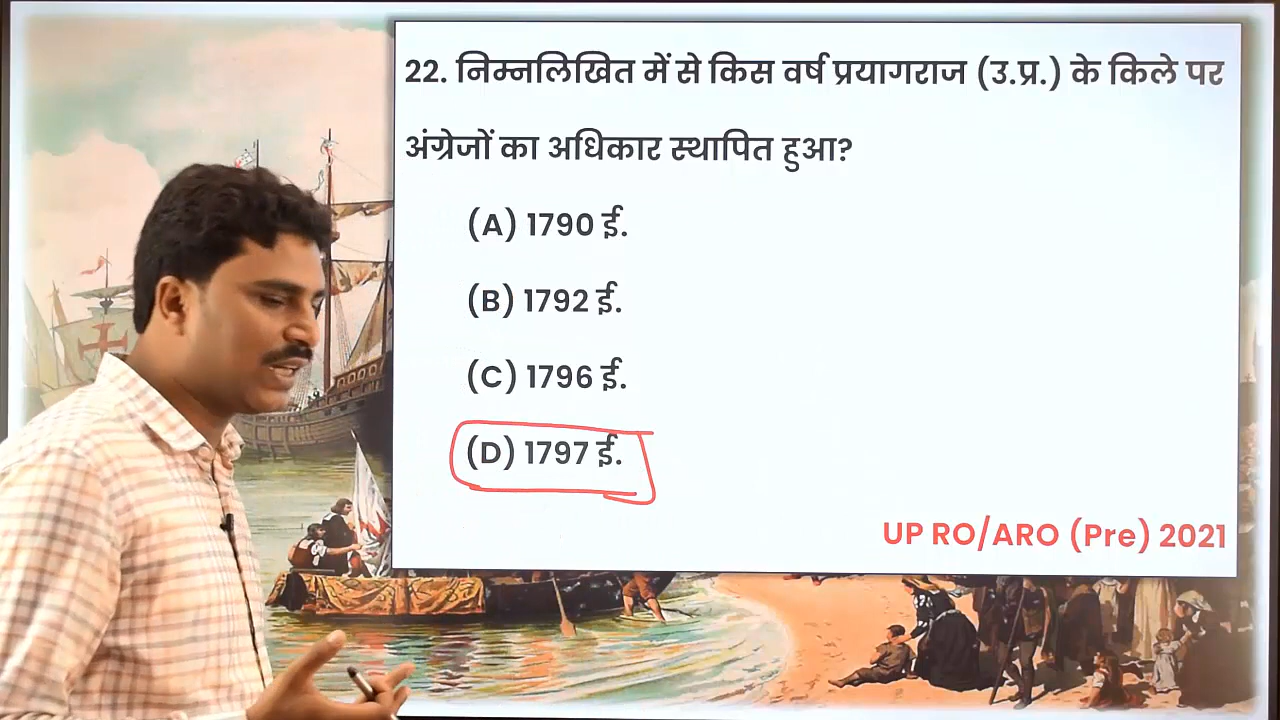 22. निम्नलिखित में से किस वर्ष प्रयागराज (उ.प्र.) के किले पर
अंग्रेजों का अधिकार स्थापित हुआ?
(A) 1790 ई.
(B) 1792 ई.
(C) 1796 ई.
(D) 1797 ई.
UP RO/ARO (Pre) 2021